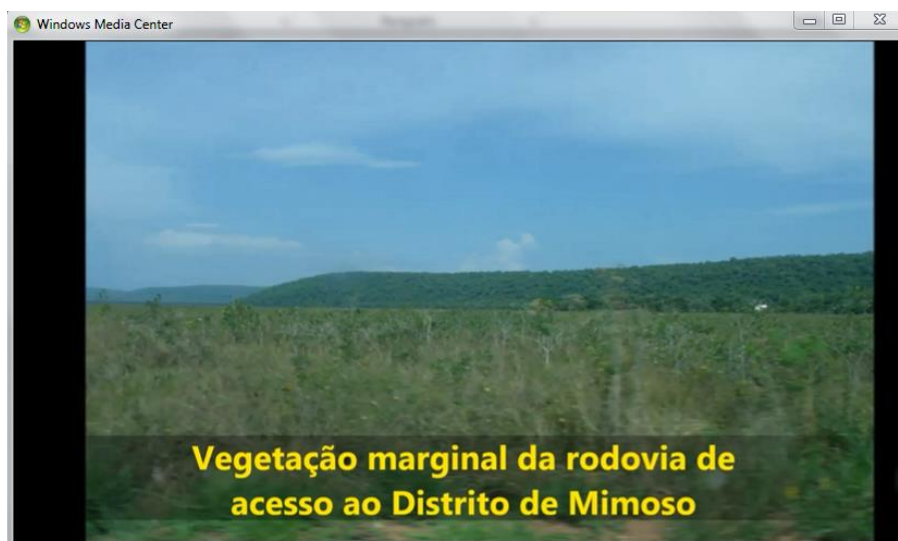 Windows Media Center
Vegetação marginal da rodovia de
acesso ao Distrito de Mimoso